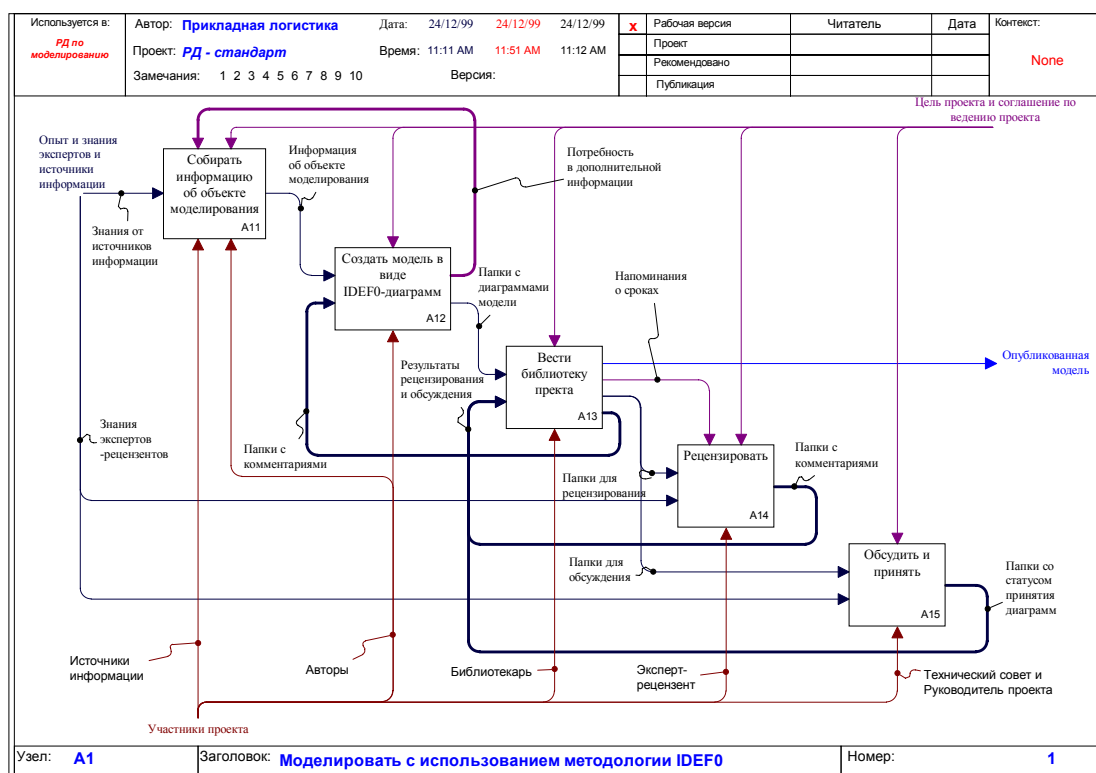 Используется в:
РД по
моделированию
Автор: Прикладная логистика
Дата: 24/12/99 24/12/99 24/12/99
Проект: РД - стандарт
Время: 11:11 AM 11:51 AM 11:12 AM
Замечания: 1 2 3 4 5 6 7 8 9 10
Версия:
x Рабочая версия
Проект
Рекомендовано
Публикация
Читатель
Дата
Контекст:
None
Цель проекта и соглашение по
ведению проекта
Опыт и знания
экспертов и
источники
информации
Собирать
информацию
об объекте
моделирования
A11
Информация
об объекте
моделирования
Потребность
в дополнительной
информации
Знания от
источников
информации
Создать модель в
виде
IDEF0-диаграмм
A12
Папки с
диаграммами
модели
Напоминания
о сроках
Результаты
рецензирования
и обсуждения
Вести
библиотеку
пректа
A13
Опубликованная
модель
Знания
экспертов
-рецензентов
Папки с
комментариями
Папки для
рецензирования
Рецензировать
A14
Папки с
комментариями
Папки для
обсуждения
Обсудить и
принять
A15
Папки со
статусом
принятия
диаграмм
Источники
информации
Авторы
Библиотекарь
Эксперт-
рецензент
Технический совет и
Руководитель проекта
Участники проекта
Узел: A1
Заголовок: Моделировать с использованием методологии IDEF0
Номер: 1